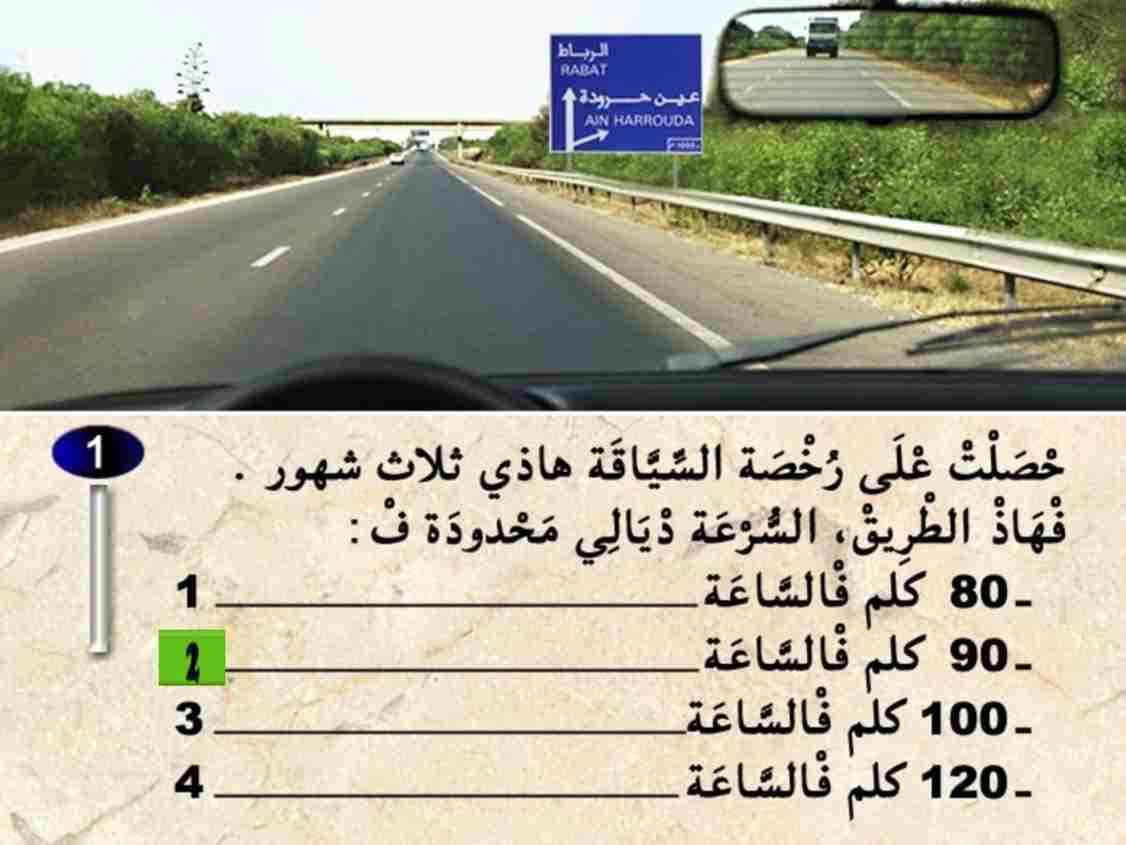 الرباط
RABAT
عين حرودة
AIN HARROUDA
1
حْصَلْتْ عْلَى رُخْصَة السِّيَّاقَة هاذي ثلاث شهور .
فْهَاذْ الطْرِيقْ، السُّرْعَة دْيَالِي مَحْدودَة فْ:
ـ 80 كلم فْالسَّاعَة 1
ـ 90 كلم فْالسَّاعَة 2
ـ 100 كلم فْالسَّاعَة 3
ـ 120 كلم فْالسَّاعَة 4